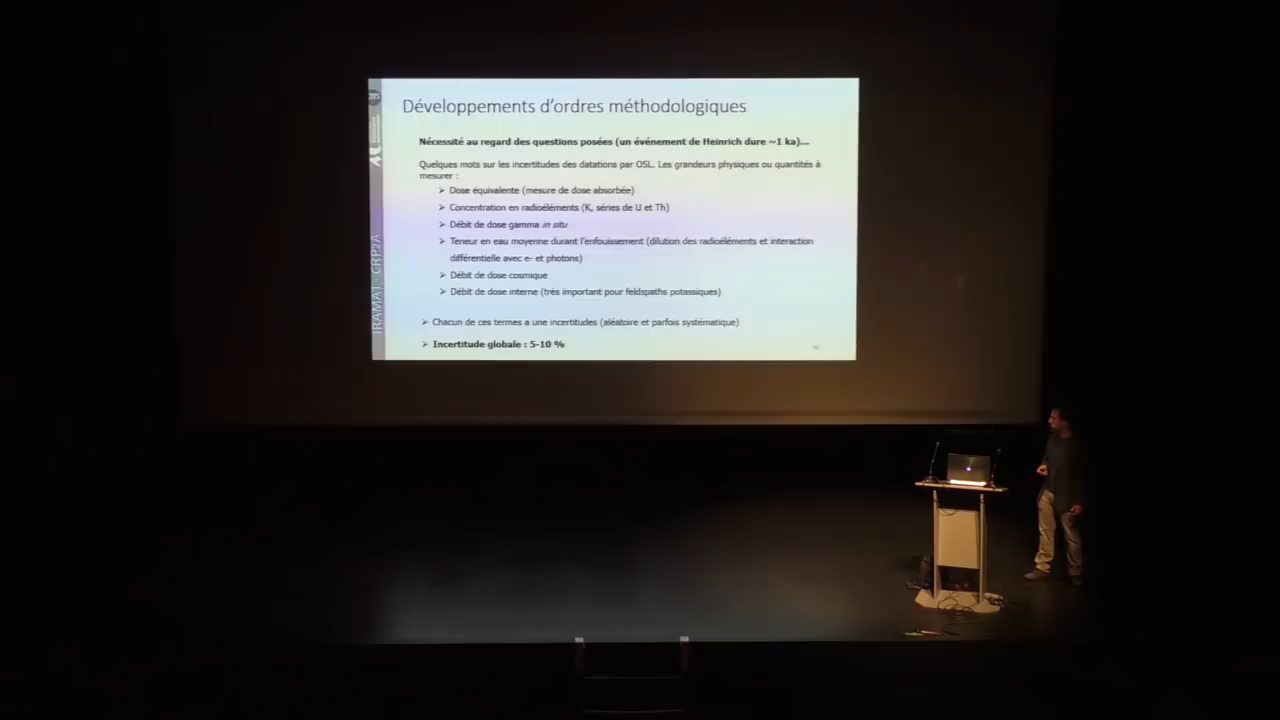 Développements d'ordres méthodologiques
Nécessité au regard des questions posées (un événement de Heinrich dure ~1 ka)...
Quelques mots sur les incertitudes des datations par OSL. Les grandeurs physiques ou quantités à
mesurer :
➢ Dose équivalente (mesure de dose absorbée)
➢ Concentration en radioéléments (K, séries de U et Th)
➢ Débit de dose gamma in situ
➢ Teneur en eau moyenne durant l'enfouissement (dilution des radioéléments et interaction
différentielle avec e- et photons)
➢ Débit de dose cosmique
➢ Débit de dose interne (très important pour feldspaths potassiques)
➢ Chacun de ces termes a une incertitudes (aléatoire et parfois systématique)
➢ Incertitude globale : 5-10 %
IRAMAT - CRP2A